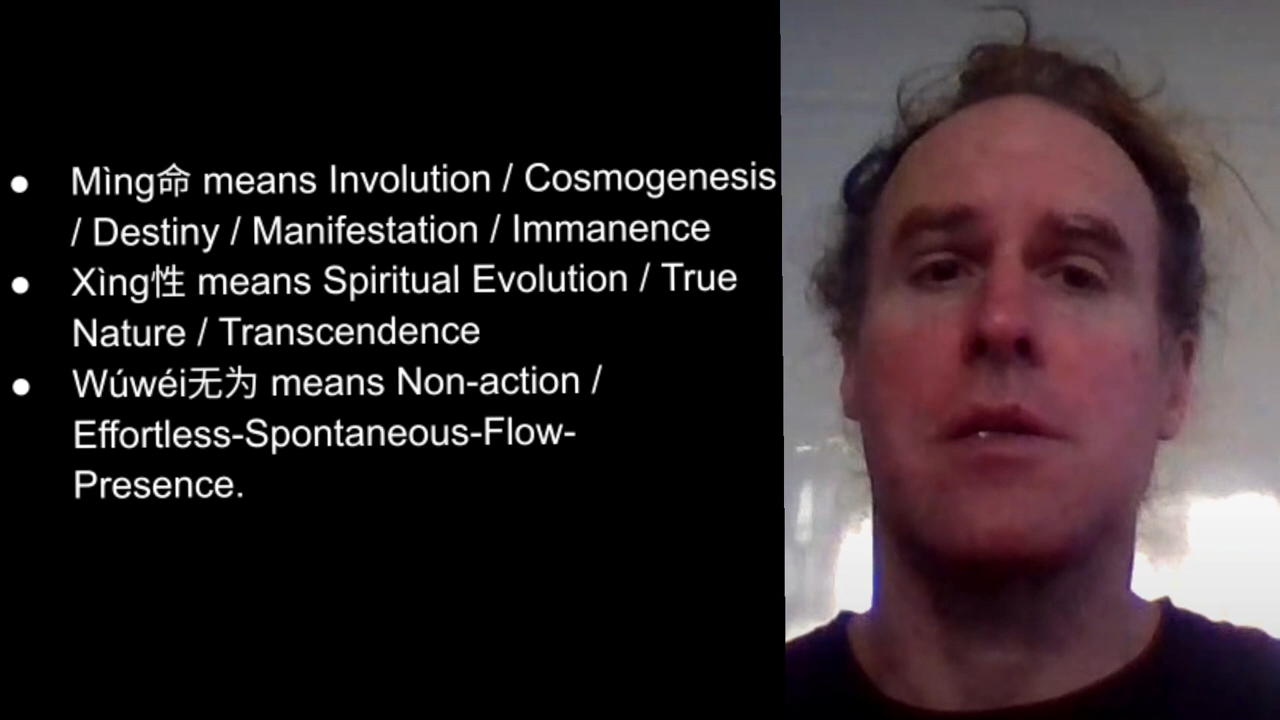 ● Mìng命 means Involution / Cosmogenesis
/ Destiny / Manifestation / Immanence
● Xìng性 means Spiritual Evolution / True
Nature / Transcendence
● Wúwéi无为 means Non-action /
Effortless-Spontaneous-Flow-
Presence.